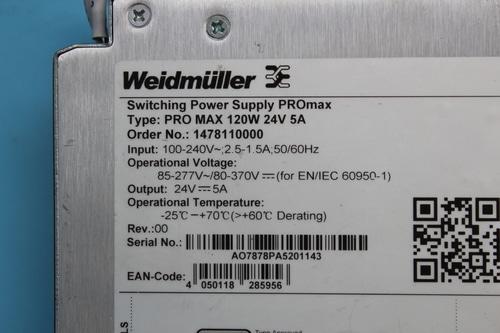 Weidmüller
Switching Power Supply PROmax
Type: PRO MAX 120W 24V 5A
Order No.: 1478110000
Input: 100-240V~;2.5-1.5A;50/60Hz
Operational Voltage:
85-277V~/80-370V⎓(for EN/IEC 60950-1)
Output: 24V⎓5A
Operational Temperature:
-25℃~+70℃(>+60℃ Derating)
Rev.:00
Serial No.:
AO7878PA5201143
EAN-Code:
4 050118 285956